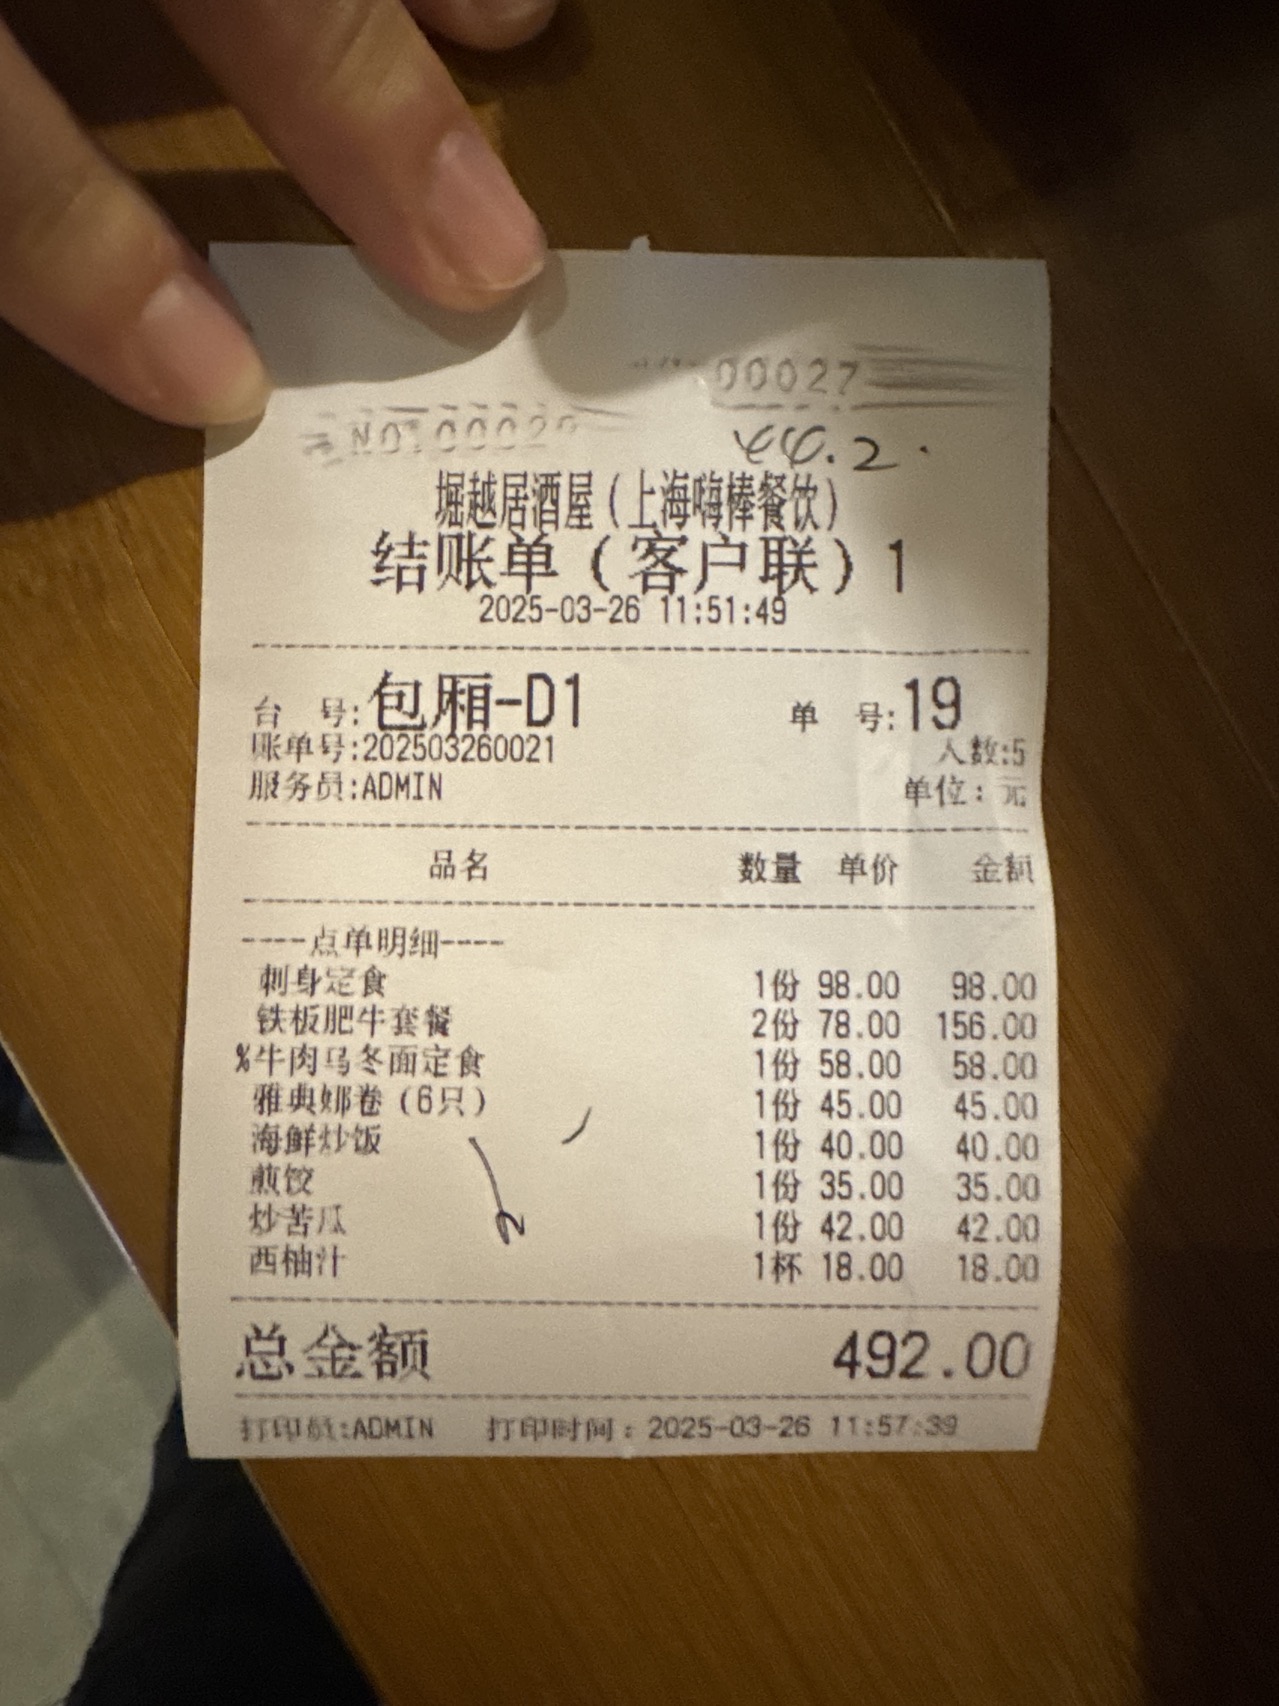 00027
NO:00020
44.2.
堀越居酒屋(上海嗨棒餐饮)
结账单(客户联)1
2025-03-26 11:51:49
台 号:包厢-D1 单 号:19
账单号:202503260021 人数:5
服务员:ADMIN 单位:元
品名 数量 单价 金额
----点单明细----
刺身定食 1份 98.00 98.00
铁板肥牛套餐 2份 78.00 156.00
%牛肉乌冬面定食 1份 58.00 58.00
雅典娜卷(6只) 1份 45.00 45.00
海鲜炒饭 1份 40.00 40.00
煎饺 1份 35.00 35.00
炒苦瓜 1份 42.00 42.00
西柚汁 1杯 18.00 18.00
总金额 492.00
打印员:ADMIN 打印时间:2025-03-26 11:57:39